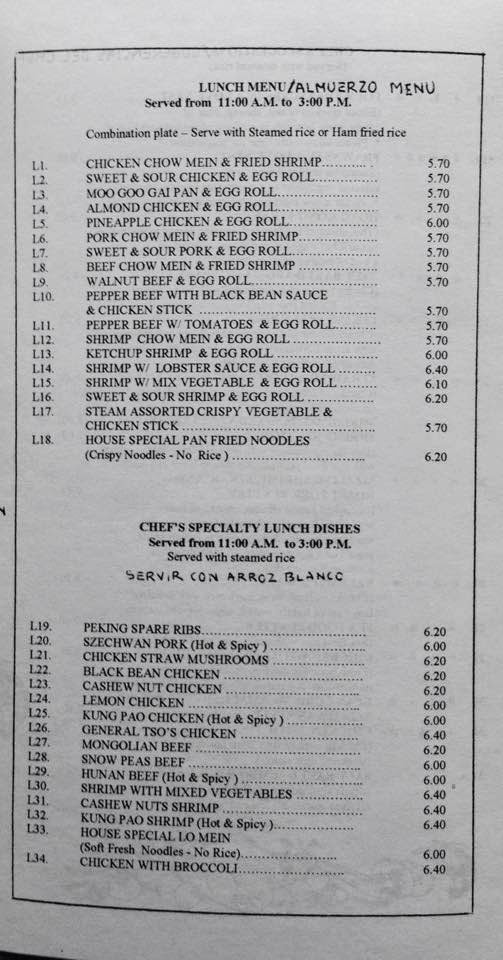 LUNCH MENU/ALMUERZO MENU
Served from 11:00 A.M. to 3:00 P.M.
Combination plate – Serve with Steamed rice or Ham fried rice
L1. CHICKEN CHOW MEIN & FRIED SHRIMP........... . 5.70
L2. SWEET & SOUR CHICKEN & EGG ROLL............... 5.70
L3. MOO GOO GAI PAN & EGG ROLL....................... 5.70
L4. ALMOND CHICKEN & EGG ROLL....................... 5.70
L5. PINEAPPLE CHICKEN & EGG ROLL..................... 6.00
L6. PORK CHOW MEIN & FRIED SHRIMP.................. 5.70
L7. SWEET & SOUR PORK & EGG ROLL..................... 5.70
L8. BEEF CHOW MEIN & FRIED SHRIMP .................. 5.70
L9. WALNUT BEEF & EGG ROLL............................. 5.70
L10. PEPPER BEEF WITH BLACK BEAN SAUCE
& CHICKEN STICK .......................................... 5.70
L11. PEPPER BEEF W/ TOMATOES & EGG ROLL.......... 5.70
L12. SHRIMP CHOW MEIN & EGG ROLL..................... 5.70
L13. KETCHUP SHRIMP & EGG ROLL ........................ 6.00
L14. SHRIMP W/ LOBSTER SAUCE & EGG ROLL ......... 6.40
L15. SHRIMP W/ MIX VEGETABLE & EGG ROLL ......... 6.10
L16. SWEET & SOUR SHRIMP & EGG ROLL ................ 6.20
L17. STEAM ASSORTED CRISPY VEGETABLE &
CHICKEN STICK ............................................. 5.70
L18. HOUSE SPECIAL PAN FRIED NOODLES
(Crispy Noodles - No Rice ) .................................. 6.20
CHEF'S SPECIALTY LUNCH DISHES
Served from 11:00 A.M. to 3:00 P.M.
Served with steamed rice
SERVIR CON ARROZ BLANCO
L19. PEKING SPARE RIBS......................................... 6.20
L20. SZECHWAN PORK (Hot & Spicy ) ......................... 6.00
L21. CHICKEN STRAW MUSHROOMS ......................... 6.20
L22. BLACK BEAN CHICKEN .................................... 6.20
L23. CASHEW NUT CHICKEN ................................... 6.20
L24. LEMON CHICKEN ............................................ 6.00
L25. KUNG PAO CHICKEN (Hot & Spicy ) ..................... 6.00
L26. GENERAL TSO'S CHICKEN ................................ 6.40
L27. MONGOLIAN BEEF .......................................... 6.20
L28. SNOW PEAS BEEF ............................................ 6.00
L29. HUNAN BEEF (Hot & Spicy ) ............................... 6.00
L30. SHRIMP WITH MIXED VEGETABLES ................... 6.40
L31. CASHEW NUTS SHRIMP .................................... 6.40
L32. KUNG PAO SHRIMP (Hot & Spicy )........................ 6.40
L33. HOUSE SPECIAL LO MEIN
(Soft Fresh Noodles - No Rice)............................... 6.00
L34. CHICKEN WITH BROCCOLI............................... 6.40